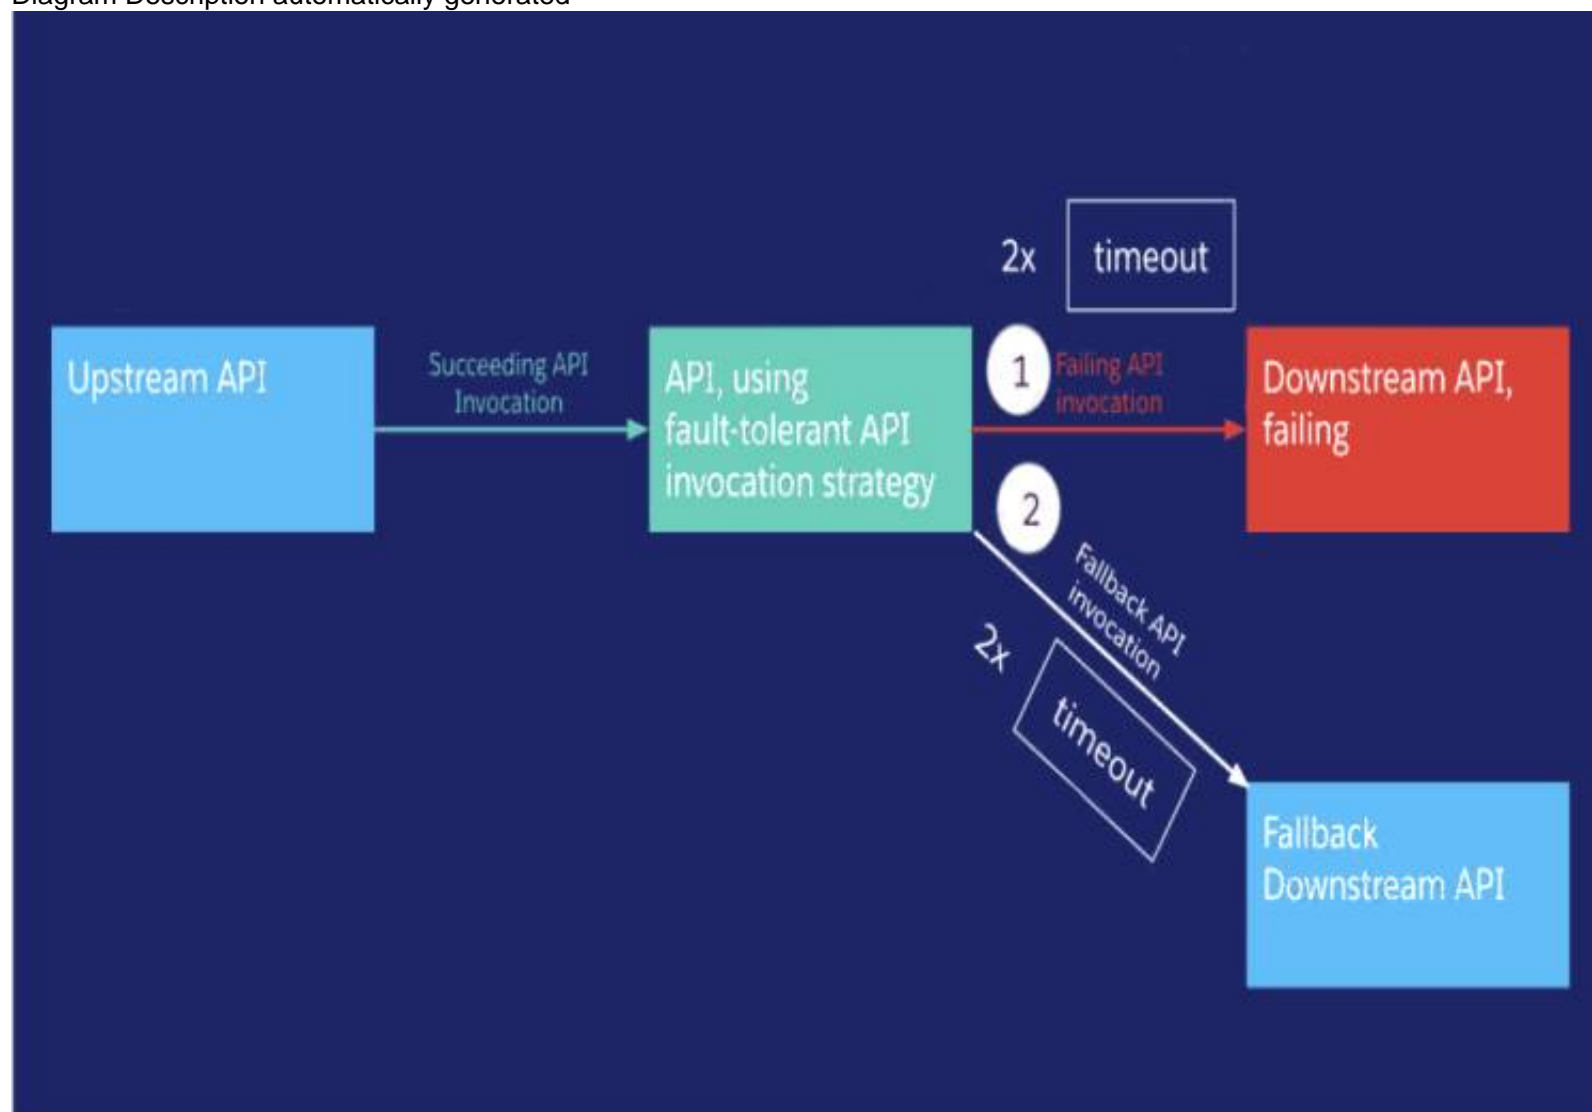 Diagram Description automatically generated
2x
timeout
Upstream API
Succeeding API
Invocation
API, using
fault-tolerant API
invocation strategy
1
Failing API
invocation
Downstream API,
failing
2
Fallback API
invocation
2x
timeout
Fallback
Downstream API